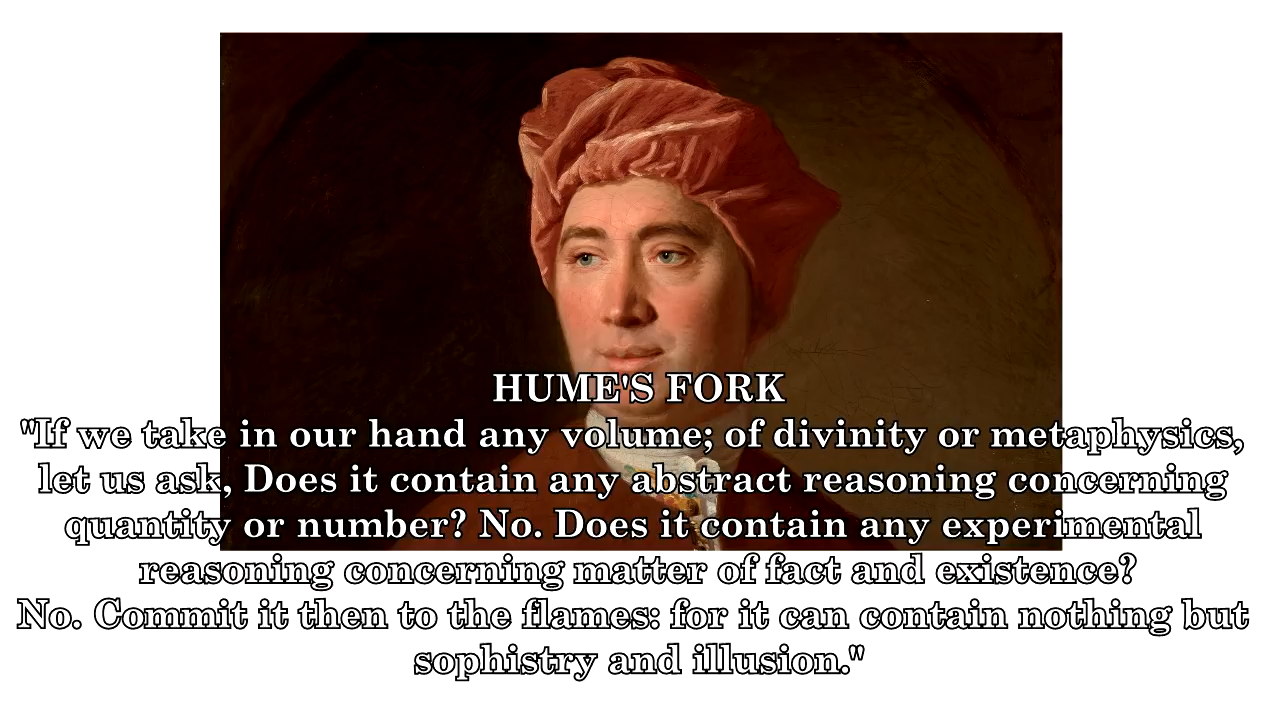 HUME'S FORK
"If we take in our hand any volume; of divinity or metaphysics,
let us ask, Does it contain any abstract reasoning concerning
quantity or number? No. Does it contain any experimental
reasoning concerning matter of fact and existence?
No. Commit it then to the flames: for it can contain nothing but
sophistry and illusion."